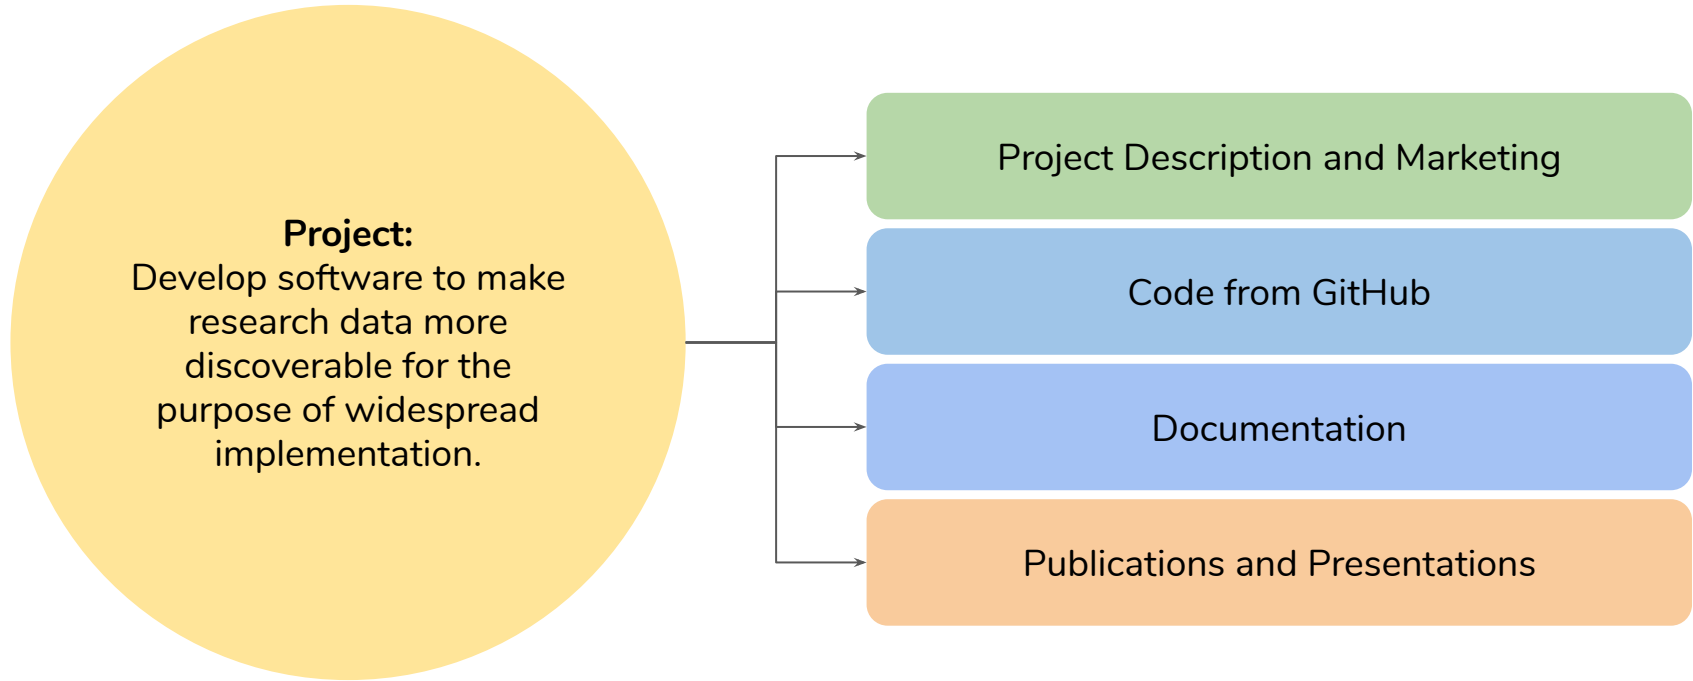 Project:
Develop software to make
research data more
discoverable for the
purpose of widespread
implementation.
Project Description and Marketing
Code from GitHub
Documentation
Publications and Presentations